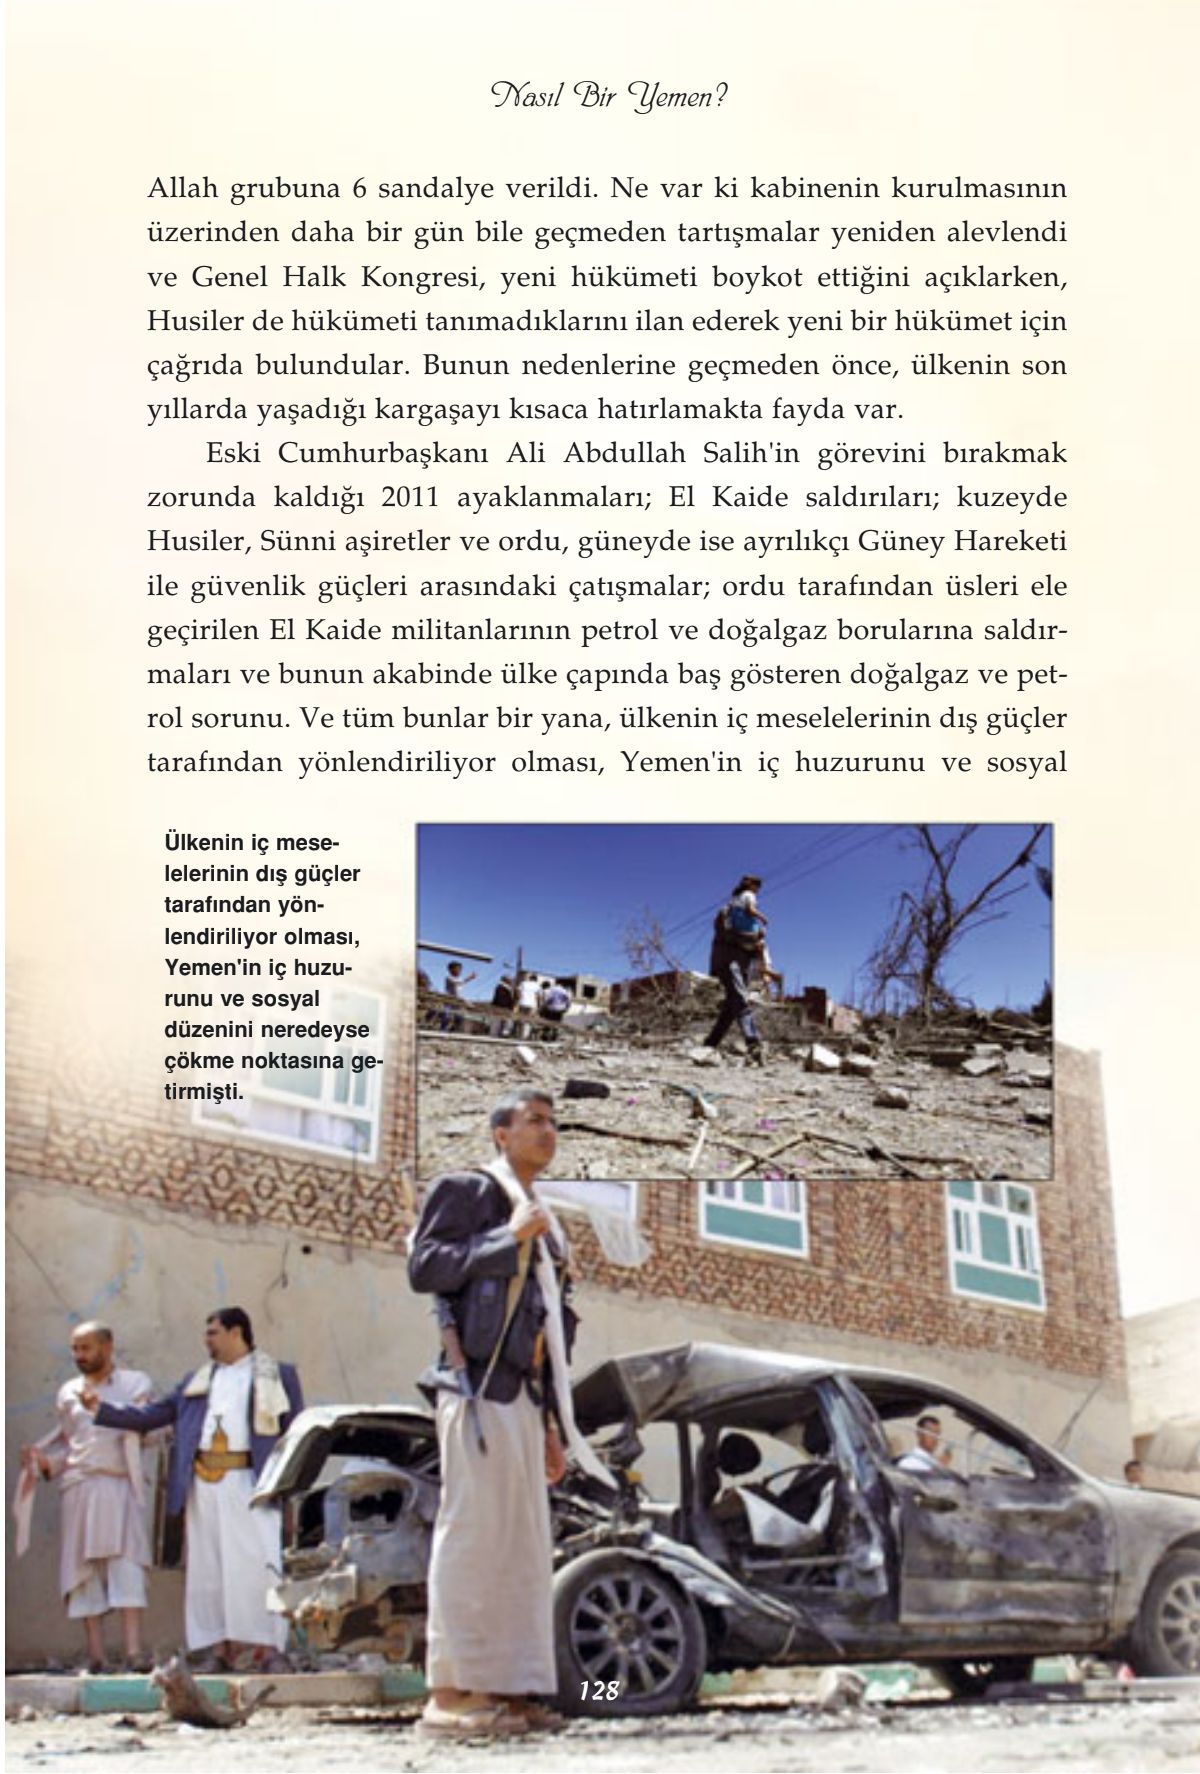 Nasıl Bir Yemen?
Allah grubuna 6 sandalye verildi. Ne var ki kabinenin kurulmasının
üzerinden daha bir gün bile geçmeden tartışmalar yeniden alevlendi
ve Genel Halk Kongresi, yeni hükümeti boykot ettiğini açıklarken,
Husiler de hükümeti tanımadıklarını ilan ederek yeni bir hükümet için
çağrıda bulundular. Bunun nedenlerine geçmeden önce, ülkenin son
yıllarda yaşadığı kargaşayı kısaca hatırlamakta fayda var.
Eski Cumhurbaşkanı Ali Abdullah Salih'in görevini bırakmak
zorunda kaldığı 2011 ayaklanmaları; El Kaide saldırıları; kuzeyde
Husiler, Sünni aşiretler ve ordu, güneyde ise ayrılıkçı Güney Hareketi
ile güvenlik güçleri arasındaki çatışmalar; ordu tarafından üsleri ele
geçirilen El Kaide militanlarının petrol ve doğalgaz borularına saldır-
maları ve bunun akabinde ülke çapında baş gösteren doğalgaz ve pet-
rol sorunu. Ve tüm bunlar bir yana, ülkenin iç meselelerinin dış güçler
tarafından yönlendiriliyor olması, Yemen'in iç huzurunu ve sosyal
Ülkenin iç mese-
lelerinin dış güçler
tarafından yön-
lendiriliyor olması,
Yemen'in iç huzu-
runu ve sosyal
düzenini neredeyse
çökme noktasına ge-
tirmişti.
128